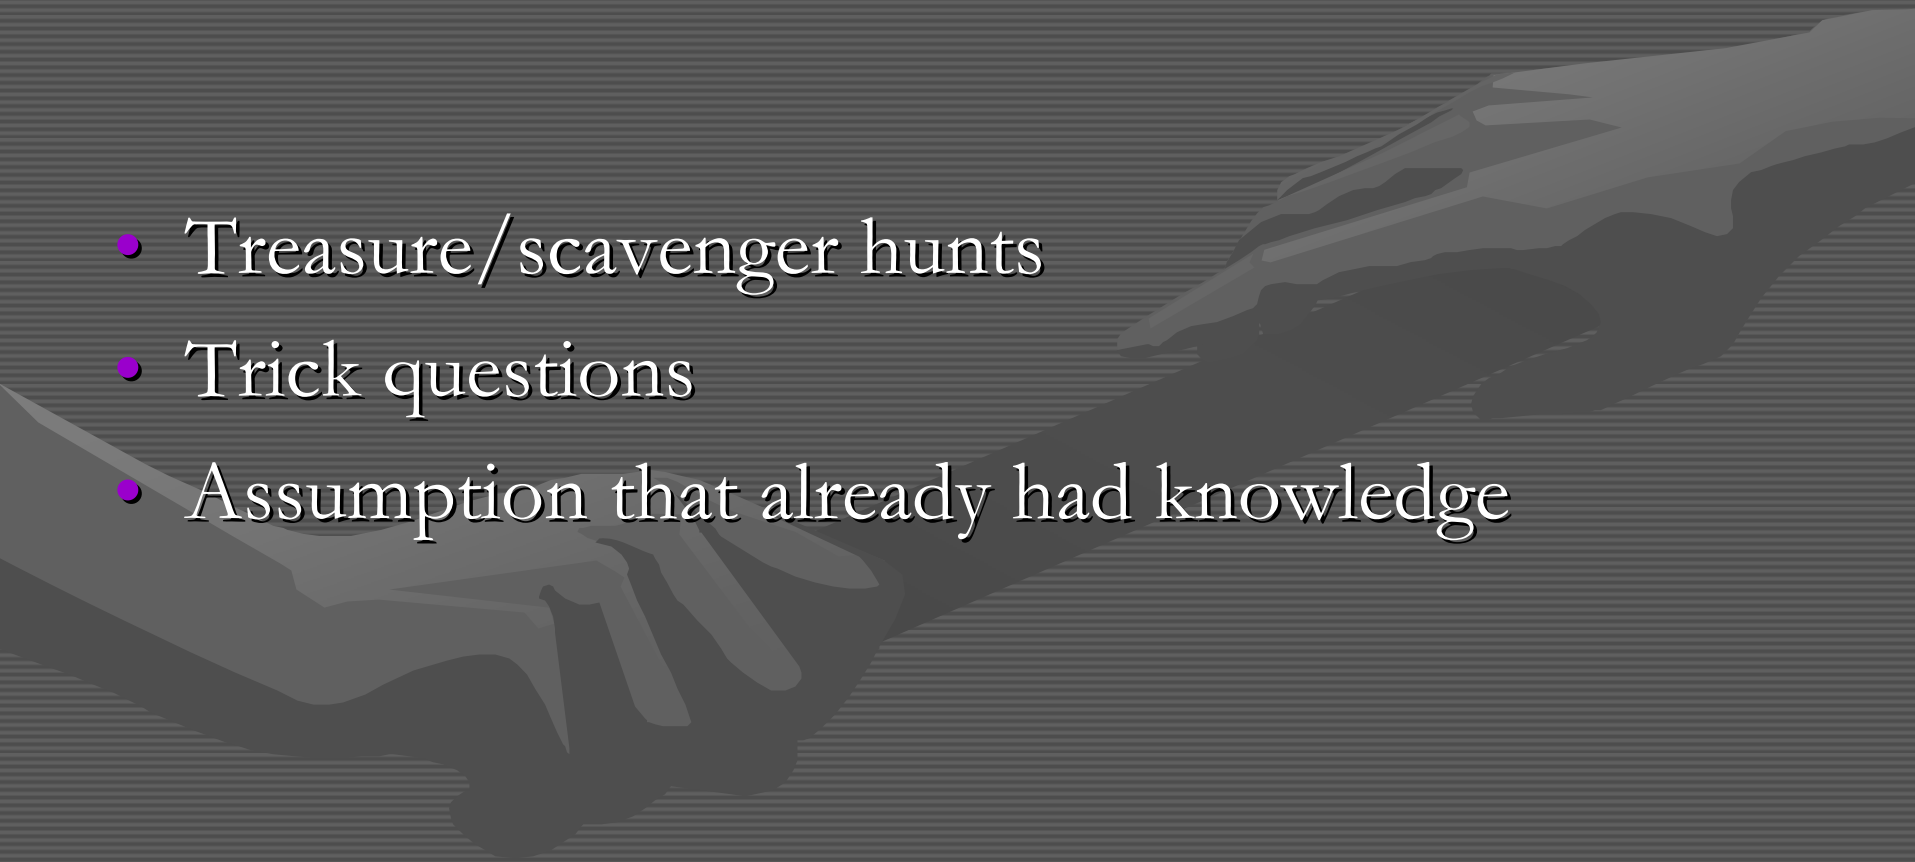 • Treasure/scavenger hunts
• Trick questions
• Assumption that already had knowledge